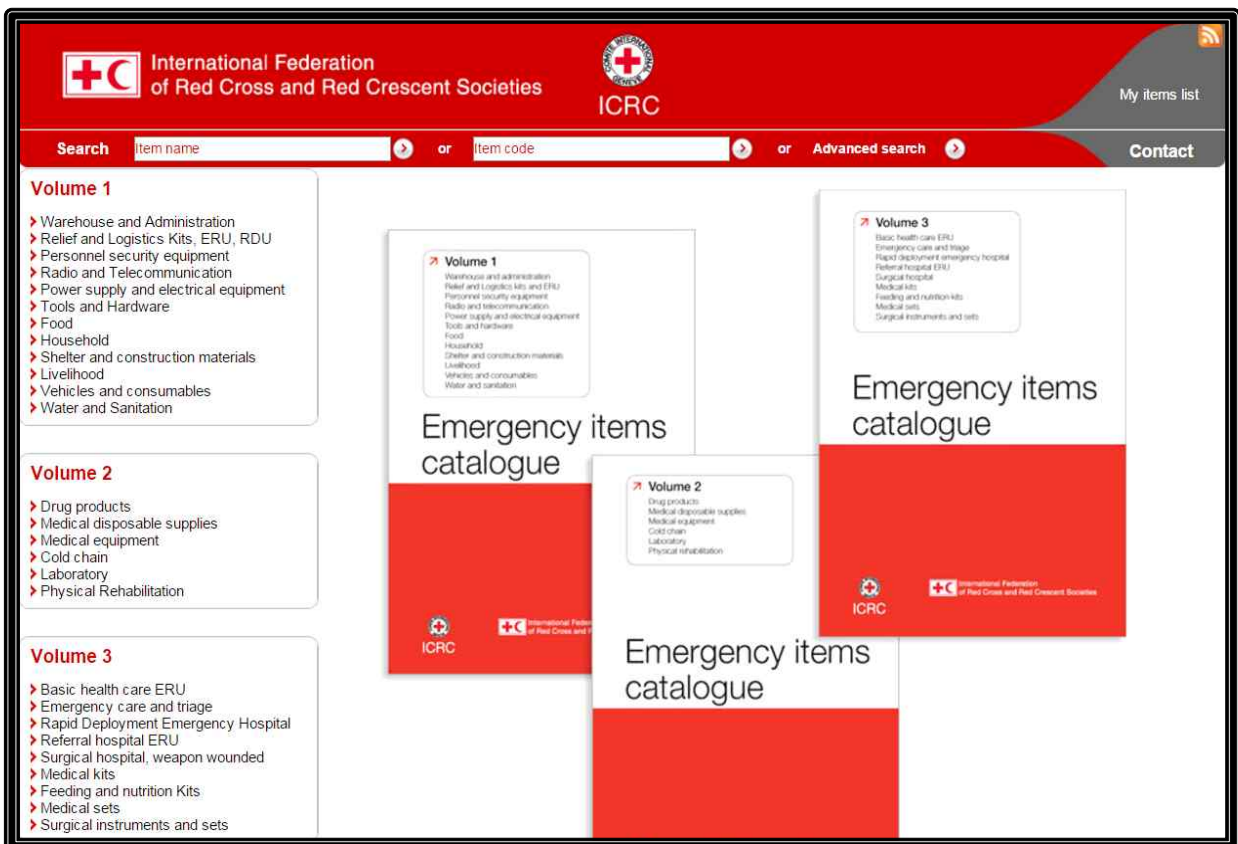 International Federation
of Red Cross and Red Crescent Societies
COMITE INTERNATIONAL GENEVE
ICRC
My items list
Search Item name or Item code or Advanced search
Contact
Volume 1
Warehouse and Administration
Relief and Logistics Kits, ERU, RDU
Personnel security equipment
Radio and Telecommunication
Power supply and electrical equipment
Tools and Hardware
Food
Household
Shelter and construction materials
Livelihood
Vehicles and consumables
Water and Sanitation
Volume 2
Drug products
Medical disposable supplies
Medical equipment
Cold chain
Laboratory
Physical Rehabilitation
Volume 3
Basic health care ERU
Emergency care and triage
Rapid Deployment Emergency Hospital
Referral hospital ERU
Surgical hospital, weapon wounded
Medical kits
Feeding and nutrition Kits
Medical sets
Surgical instruments and sets
Volume 1
Warehouse and administration
Relief and Logistics kits and ERU
Personnel security equipment
Radio and telecommunication
Power supply and electrical equipment
Tools and hardware
Food
Household
Shelter and construction materials
Livelihood
Vehicles and consumables
Water and sanitation
Emergency items
catalogue
ICRC
International Feder
of Red Cross and R
Volume 2
Drug products
Medical disposable supplies
Medical equipment
Cold chain
Laboratory
Physical rehabilitation
Emergency items
catalogue
Volume 3
Basic health care ERU
Emergency care and triage
Rapid deployment emergency hospital
Referral hospital ERU
Surgical hospital
Medical kits
Feeding and nutrition kits
Medical sets
Surgical instruments and sets
Emergency items
catalogue
ICRC
International Federation
of Red Cross and Red Crescent Societies